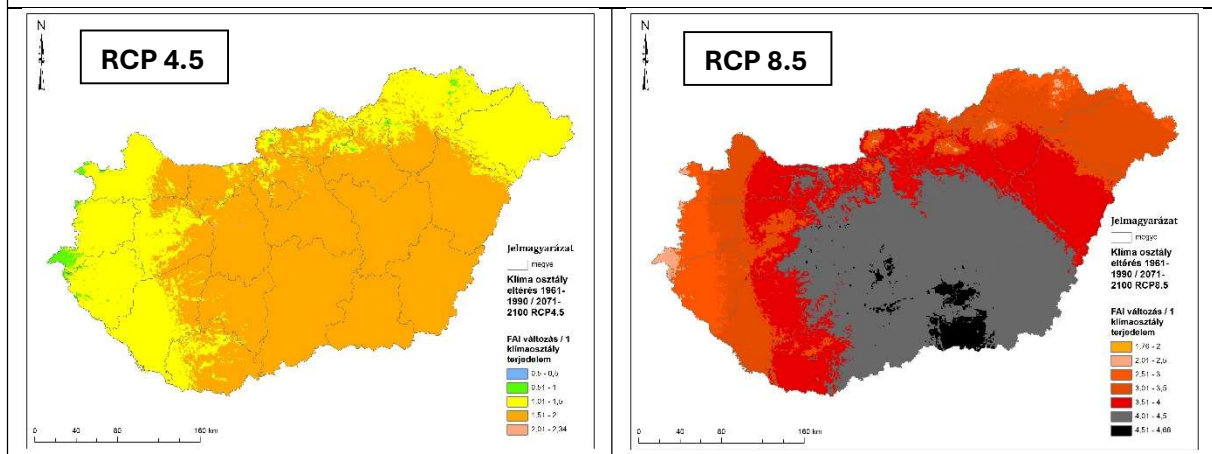 N
RCP 4.5
Jelmagyarázat
megye
Klíma osztály
eltérés 1961-
1990 / 2071-
2100 RCP4.5
FAI változás / 1
klímaosztály
terjedelem
0,5 - 0,5
0,51 - 1
1,01 - 1,5
1,51 - 2
2,01 - 2,34
0 40 80 160 km
N
RCP 8.5
Jelmagyarázat
megye
Klíma osztály
eltérés 1961-
1990 / 2071-
2100 RCP8.5
FAI változás / 1
klímaosztály
terjedelem
1,76 - 2
2,01 - 2,5
2,51 - 3
3,01 - 3,5
3,51 - 4
4,01 - 4,5
4,51 - 4,66
0 40 80 160 km